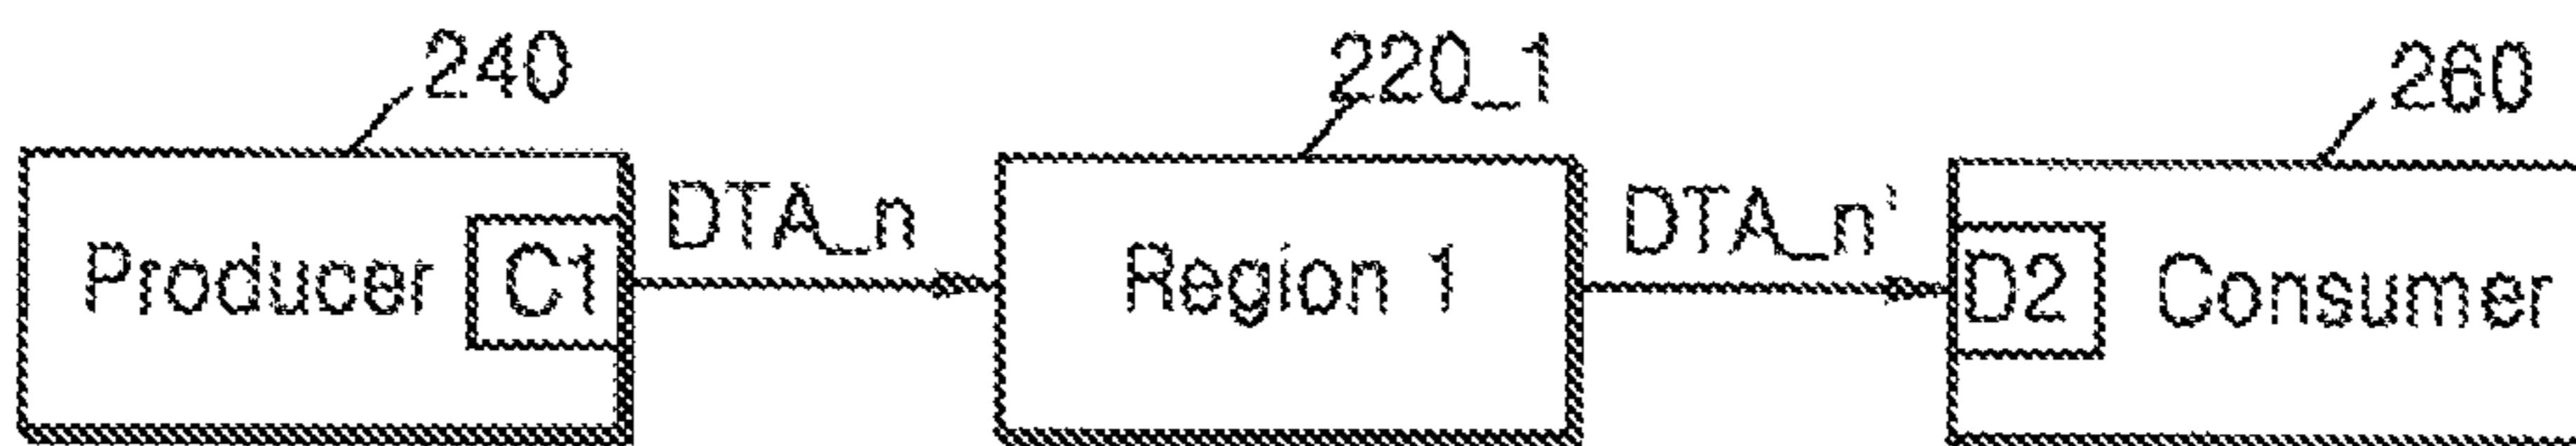 240
220_1
260
DTA_n
DTA_n'
Producer
C1
Region 1
D2
Consumer